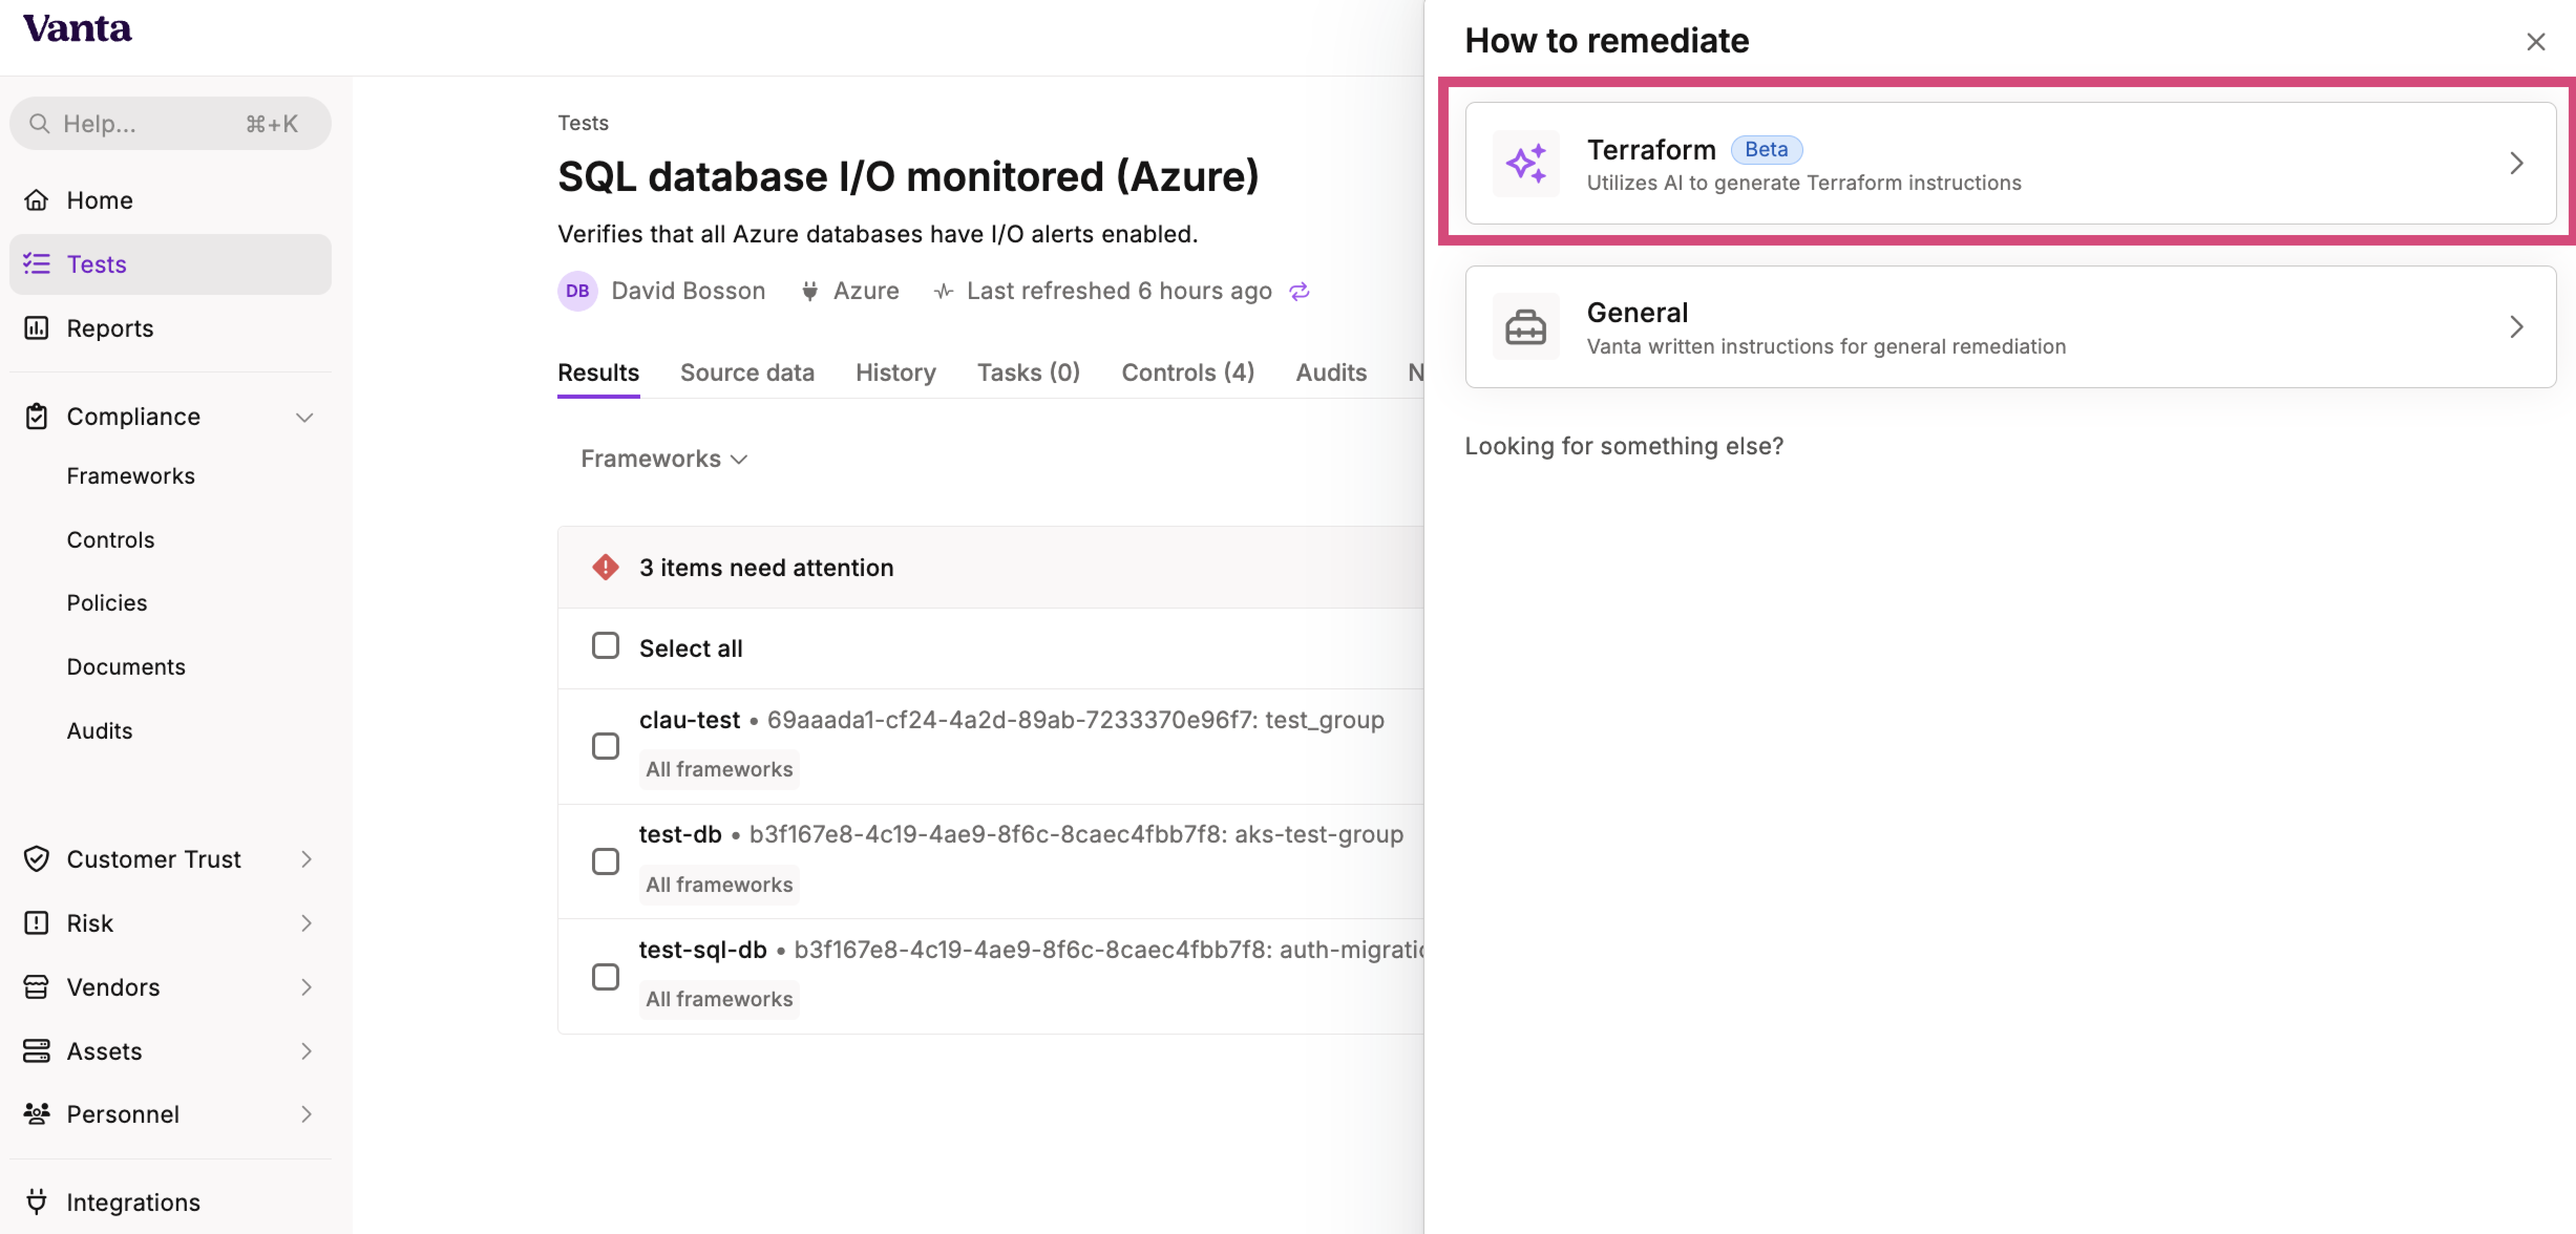 Vanta
Help... ⌘+K
Home
Tests
Reports
Compliance
Frameworks
Controls
Policies
Documents
Audits
Customer Trust
Risk
Vendors
Assets
Personnel
Integrations
Tests
SQL database I/O monitored (Azure)
Verifies that all Azure databases have I/O alerts enabled.
DB David Bosson Azure Last refreshed 6 hours ago
Results Source data History Tasks (0) Controls (4) Audits N
Frameworks
3 items need attention
Select all
clau-test • 69aaada1-cf24-4a2d-89ab-7233370e96f7: test_group
All frameworks
test-db • b3f167e8-4c19-4ae9-8f6c-8caec4fbb7f8: aks-test-group
All frameworks
test-sql-db • b3f167e8-4c19-4ae9-8f6c-8caec4fbb7f8: auth-migratio
All frameworks
How to remediate
Terraform Beta
Utilizes AI to generate Terraform instructions
General
Vanta written instructions for general remediation
Looking for something else?